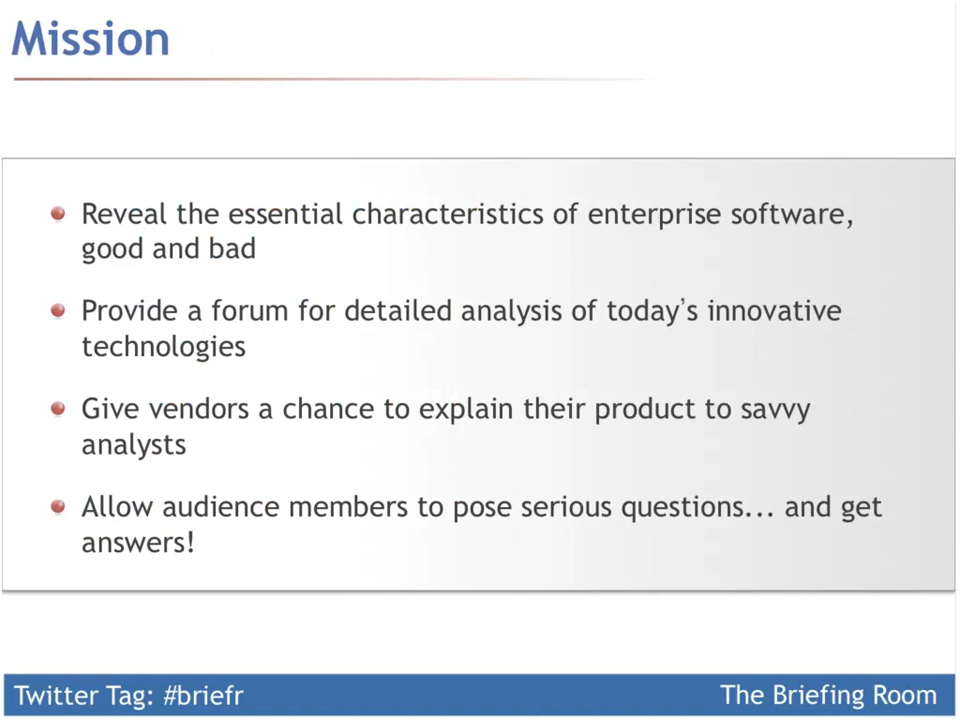 Mission
Reveal the essential characteristics of enterprise software,
good and bad
Provide a forum for detailed analysis of today’s innovative
technologies
Give vendors a chance to explain their product to savvy
analysts
Allow audience members to pose serious questions... and get
answers!
Twitter Tag: #briefr
The Briefing Room